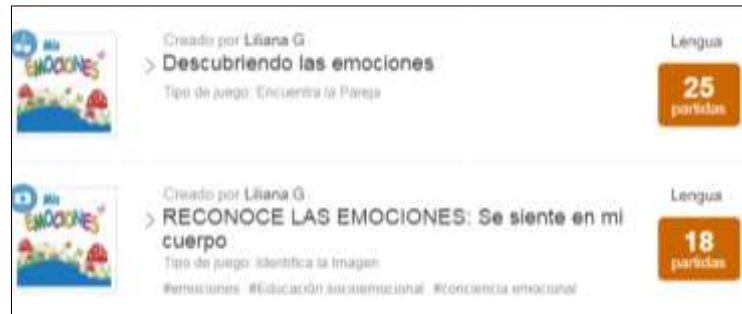 Mis
EMOCIONES
Creado por Liliana G
Descubriendo las emociones
Tipo de juego: Encuentra la Pareja
Lengua
25
partidas
Mis
EMOCIONES
Creado por Liliana G
RECONOCE LAS EMOCIONES: Se siente en mi
cuerpo
Tipo de juego: Identifica la Imagen
#emociones #Educación socioemocional #conciencia emocional
Lengua
18
partidas